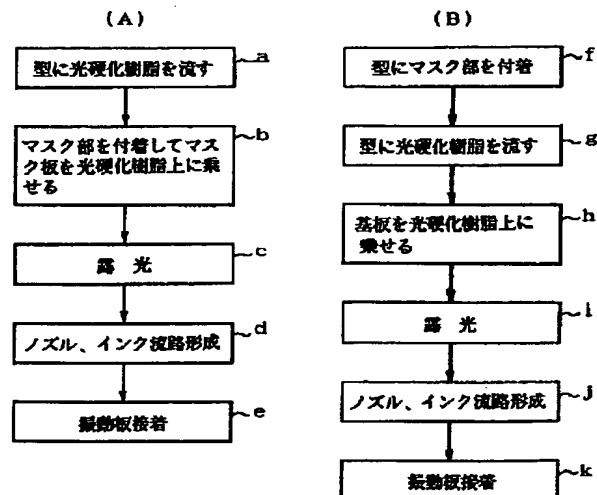 (A)
型に光硬化樹脂を流す
a
マスク部を付着してマス
ク板を光硬化樹脂上に乗
せる
b
露 光
c
ノズル、インク流路形成
d
振動板接着
e
(B)
型にマスク部を付着
f
型に光硬化樹脂を流す
g
基板を光硬化樹脂上に
乗せる
h
露 光
i
ノズル、インク流路形成
j
振動板接着
k